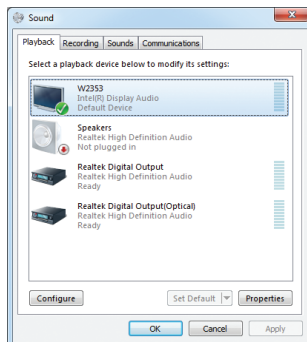 Sound
Playback Recording Sounds Communications
Select a playback device below to modify its settings:
W2353
Intel(R) Display Audio
Default Device
Speakers
Realtek High Definition Audio
Not plugged in
Realtek Digital Output
Realtek High Definition Audio
Ready
Realtek Digital Output(Optical)
Realtek High Definition Audio
Ready
Configure Set Default Properties
OK Cancel Apply